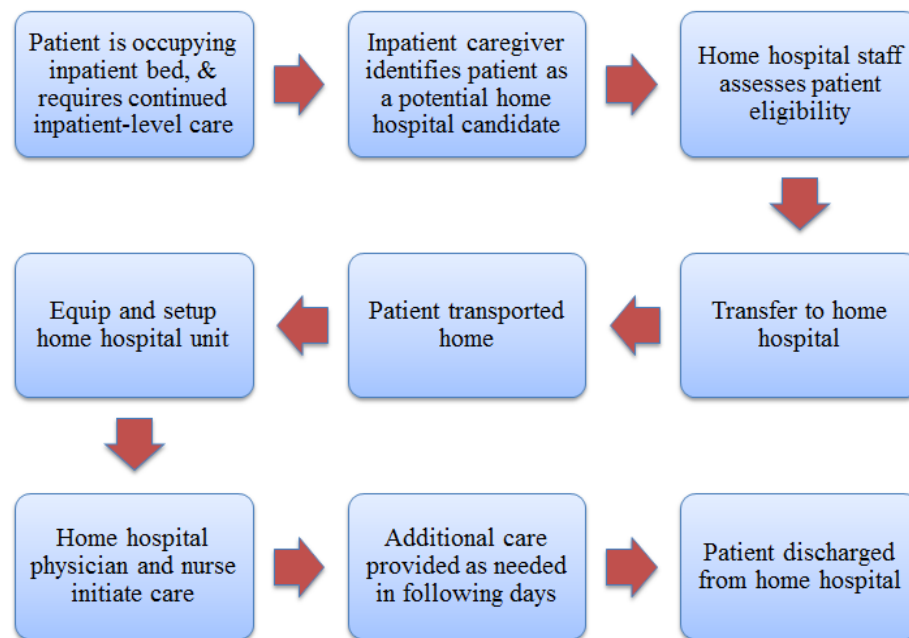 Patient is occupying
inpatient bed, & 
requires continued
inpatient-level care
Inpatient caregiver
identifies patient as
a potential home
hospital candidate
Home hospital staff
assesses patient
eligibility
Transfer to home
hospital
Patient transported
home
Equip and setup
home hospital unit
Home hospital
physician and nurse
initiate care
Additional care
provided as needed
in following days
Patient discharged
from home hospital